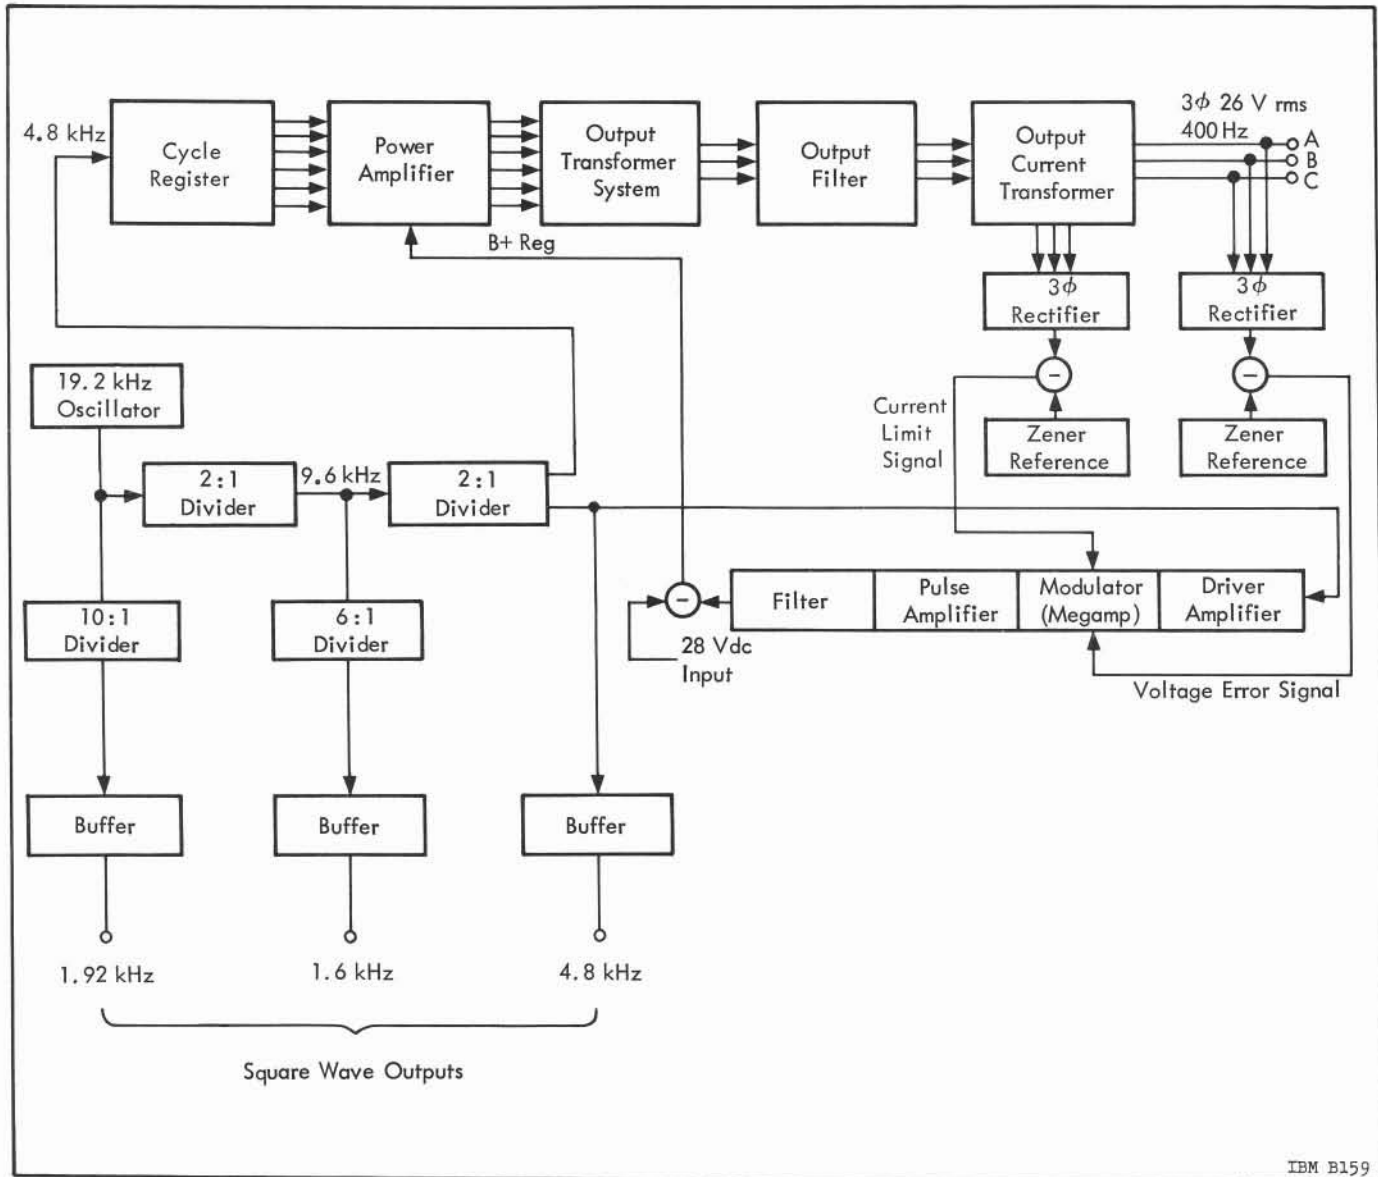 4.8 kHz
Cycle
Register
Power
Amplifier
Output
Transformer
System
Output
Filter
Output
Current
Transformer
3ϕ 26 V rms
400 Hz
A
B
C
B+ Reg
3ϕ
Rectifier
3ϕ
Rectifier
19.2 kHz
Oscillator
−
−
Current
Limit
Signal
Zener
Reference
Zener
Reference
2:1
Divider
9.6 kHz
2:1
Divider
10:1
Divider
6:1
Divider
−
28 Vdc
Input
Filter
Pulse
Amplifier
Modulator
(Megamp)
Driver
Amplifier
Voltage Error Signal
Buffer
Buffer
Buffer
1.92 kHz
1.6 kHz
4.8 kHz
Square Wave Outputs
IBM B159